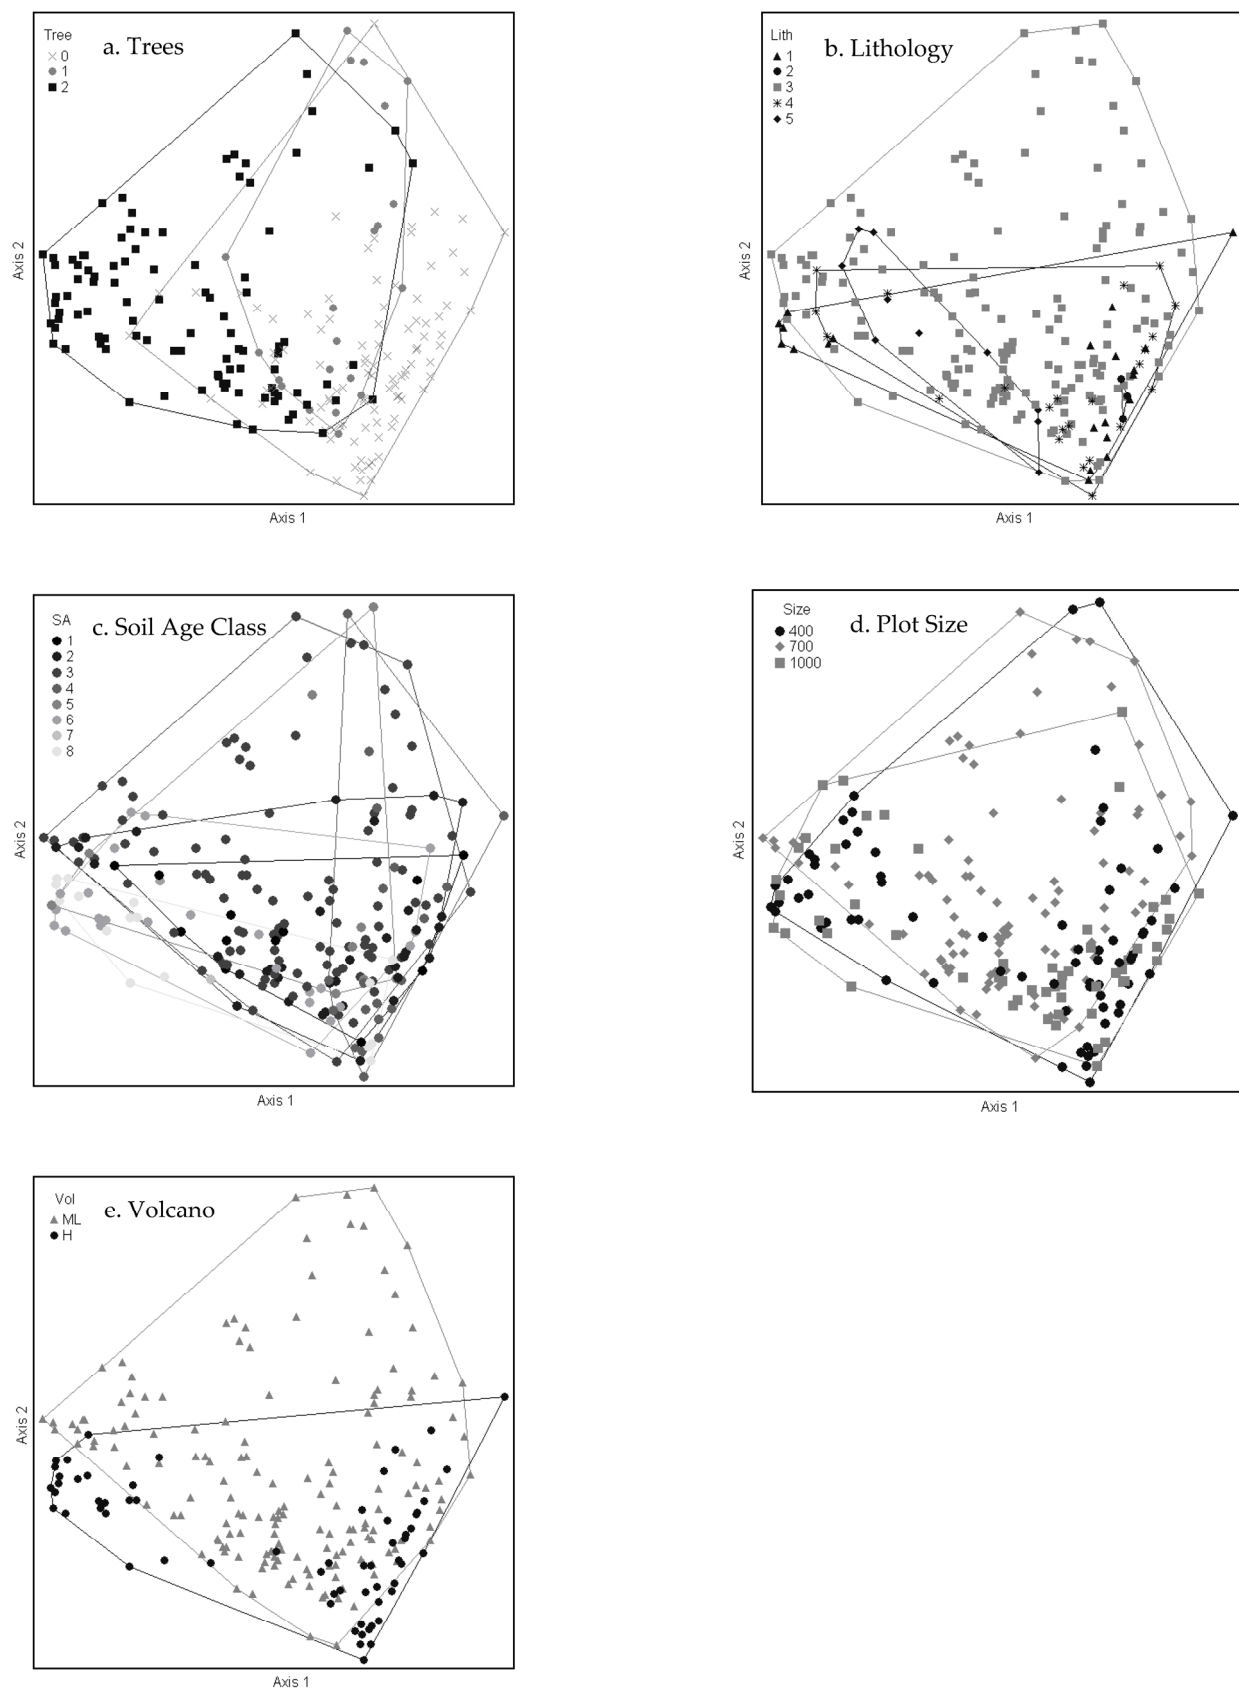 Tree
a. Trees
0
1
2
Axis 2
Axis 1
Lith
b. Lithology
1
2
3
4
5
Axis 2
Axis 1
SA
c. Soil Age Class
1
2
3
4
5
6
7
8
Axis 2
Axis 1
Size
d. Plot Size
400
700
1000
Axis 2
Axis 1
Vol
e. Volcano
ML
H
Axis 2
Axis 1